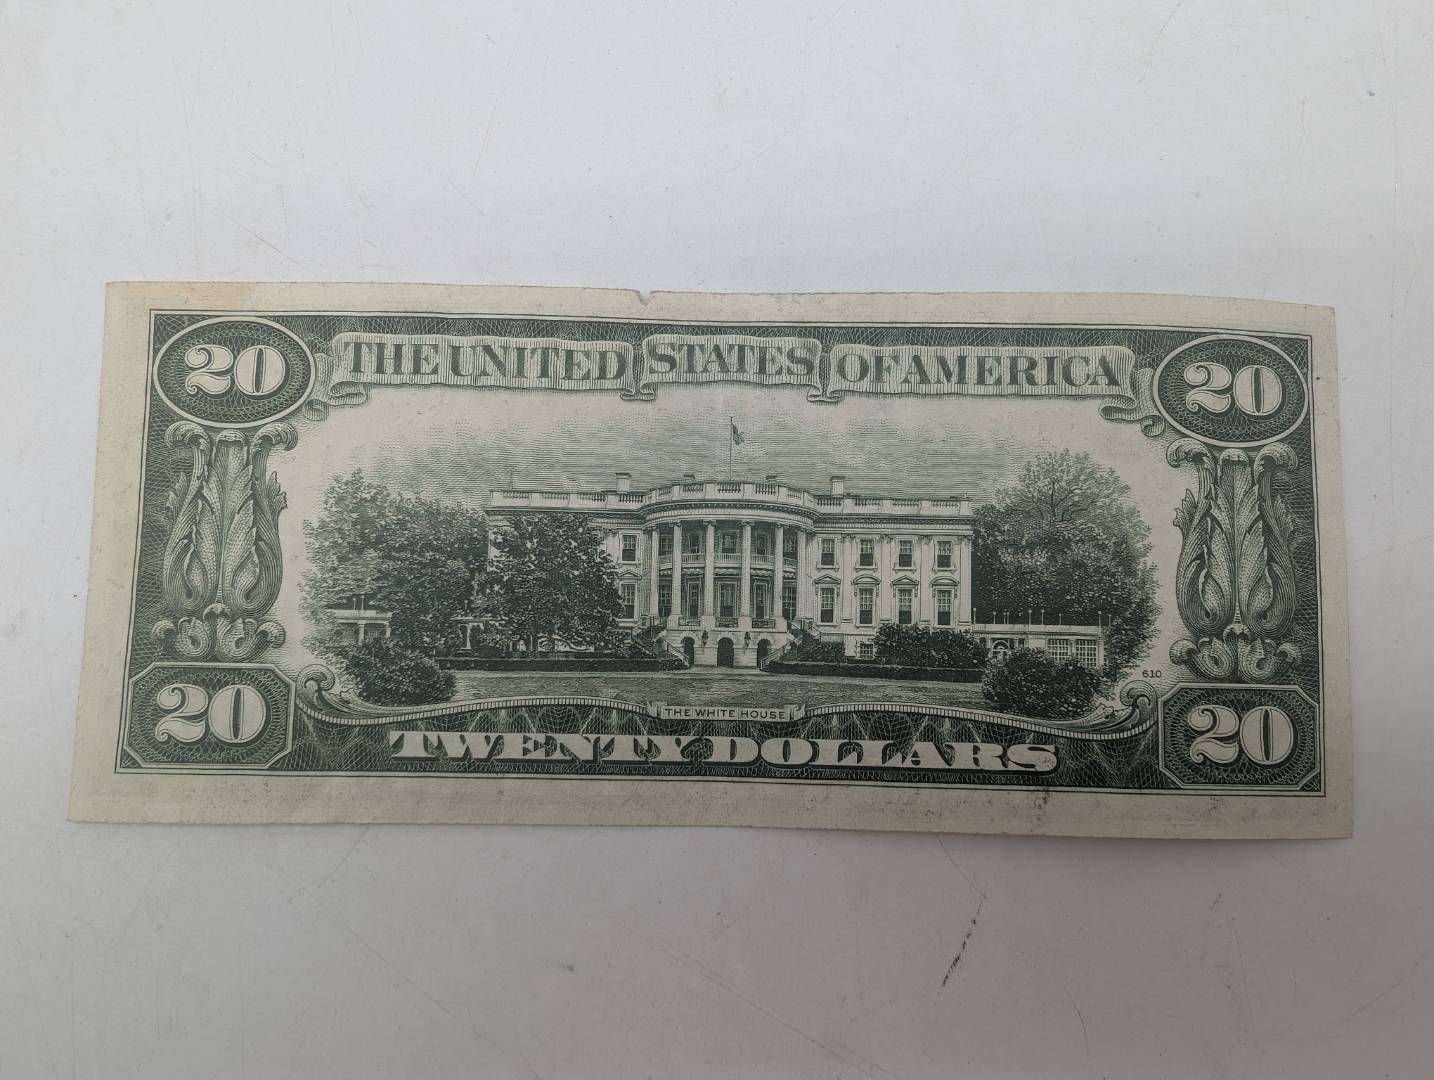 20 THE UNITED STATES OF AMERICA 20
610
THE WHITE HOUSE
20 TWENTY DOLLARS 20